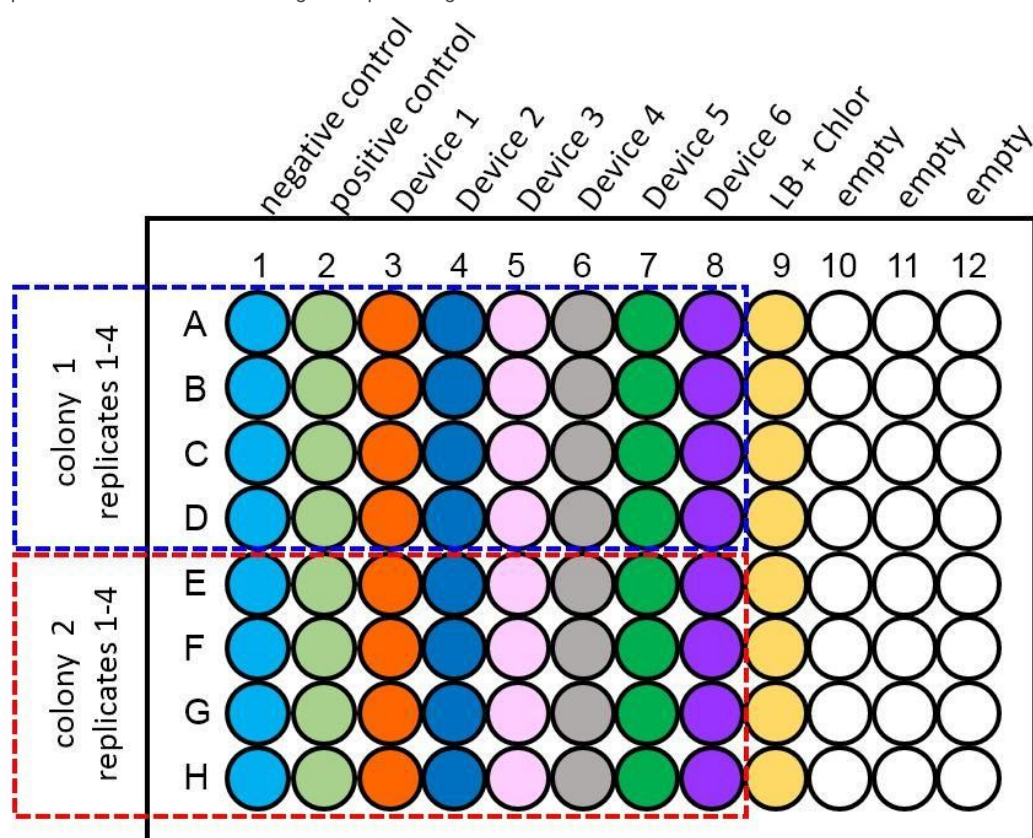 negative control
positive control
Device 1
Device 2
Device 3
Device 4
Device 5
Device 6
LB + Chlor
empty
empty
empty
1 2 3 4 5 6 7 8 9 10 11 12
colony 1
replicates 1-4
A
B
C
D
colony 2
replicates 1-4
E
F
G
H